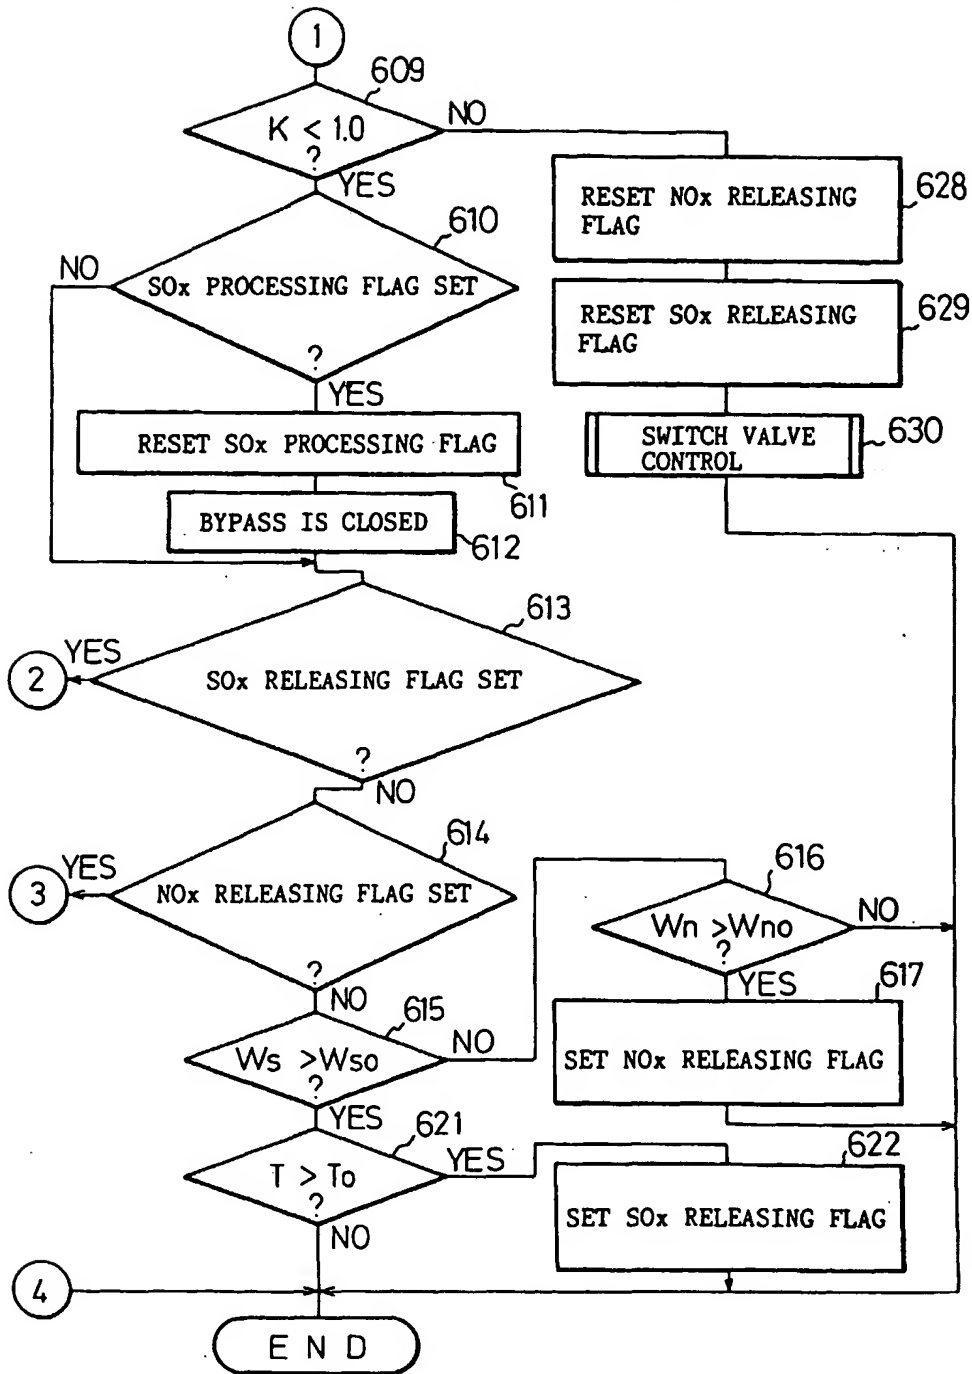 1
609
K < 1.0
?
NO
YES
628
RESET NOx RELEASING
FLAG
610
NO
SOx PROCESSING FLAG SET
?
YES
629
RESET SOx RELEASING
FLAG
RESET SOx PROCESSING FLAG
611
SWITCH VALVE
CONTROL
630
BYPASS IS CLOSED
612
613
YES
2
SOx RELEASING FLAG SET
?
NO
614
YES
3
NOx RELEASING FLAG SET
?
NO
616
Wn >Wno
?
NO
YES
617
615
Ws >Wso
?
NO
YES
SET NOx RELEASING FLAG
621
T > To
?
YES
NO
622
SET SOx RELEASING FLAG
4
END